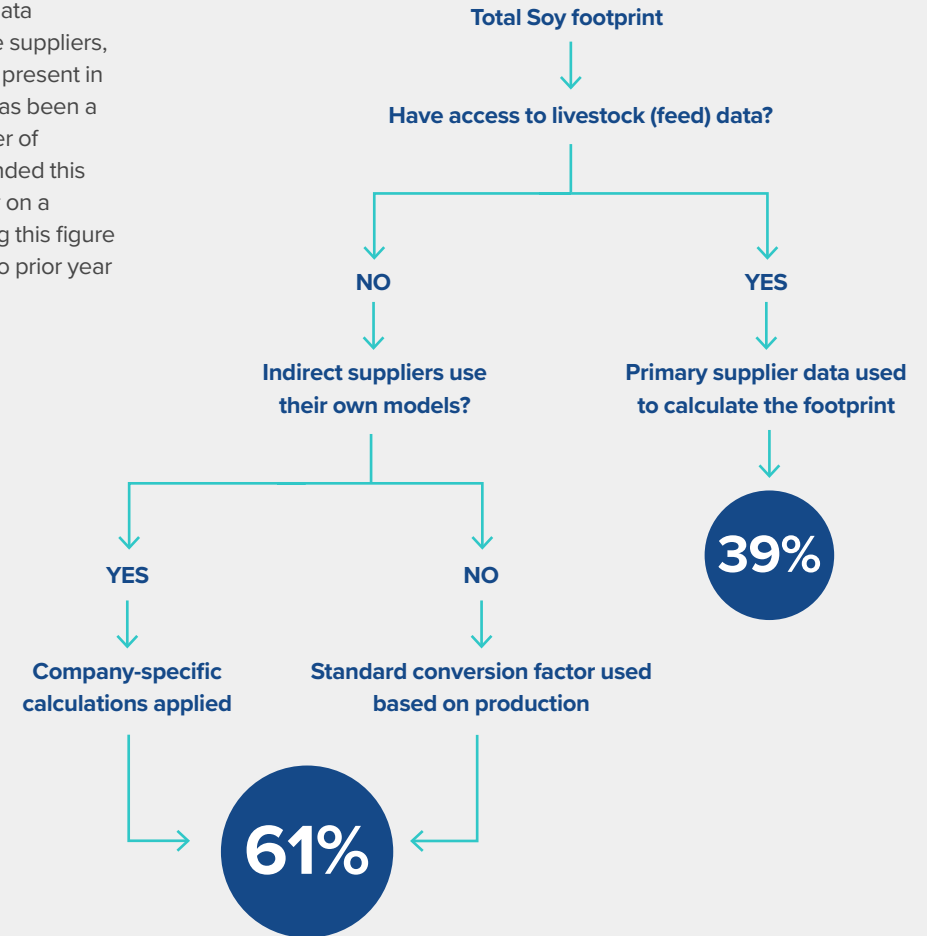 ata
e suppliers,
present in
as been a
er of
nded this
on a
g this figure
o prior year
Total Soy footprint
Have access to livestock (feed) data?
NO
YES
Indirect suppliers use
their own models?
Primary supplier data used
to calculate the footprint
39%
YES
NO
Company-specific
calculations applied
Standard conversion factor used
based on production
61%